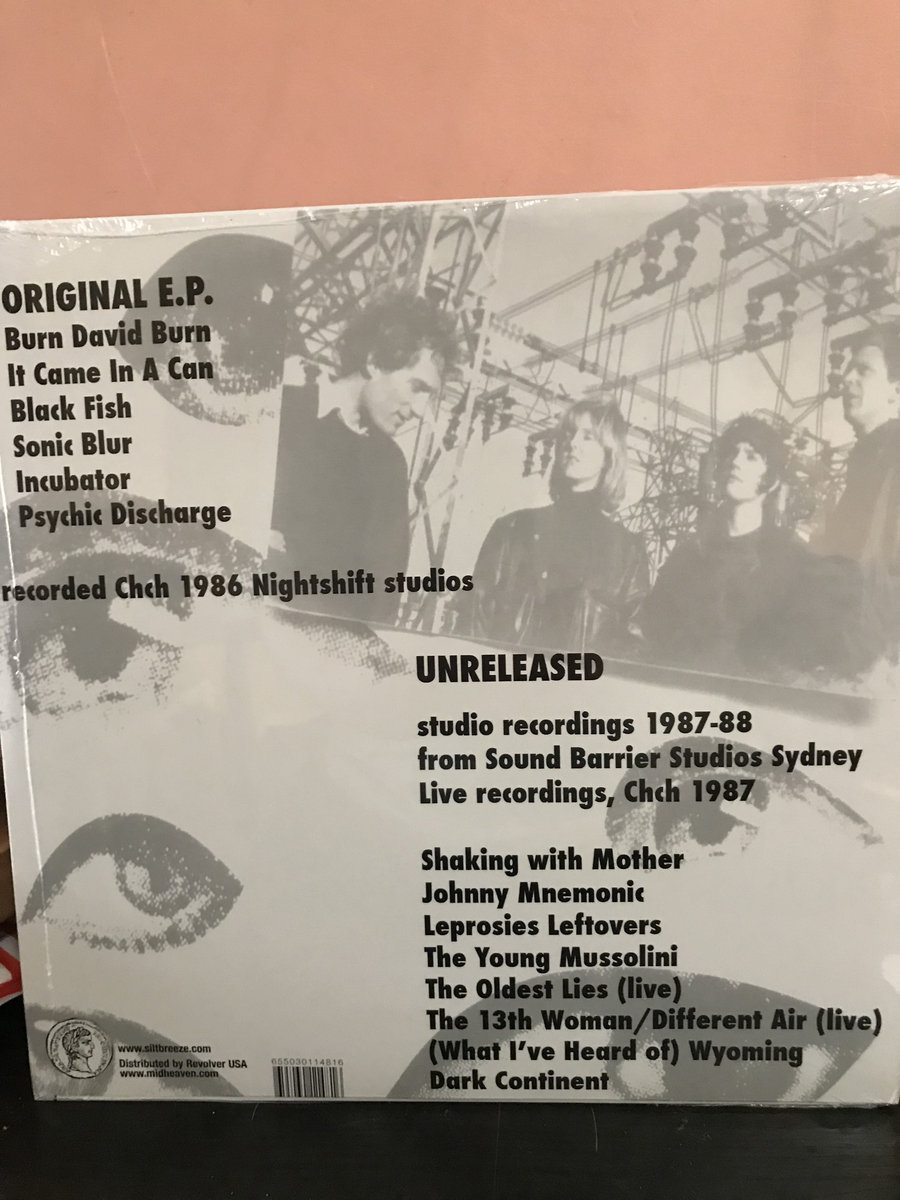 ORIGINAL E.P.
Burn David Burn
It Came In A Can
Black Fish
Sonic Blur
Incubator
Psychic Discharge
recorded Chch 1986 Nightshift studios
UNRELEASED
studio recordings 1987-88
from Sound Barrier Studios Sydney
Live recordings, Chch 1987
Shaking with Mother
Johnny Mnemonic
Leprosies Leftovers
The Young Mussolini
The Oldest Lies (live)
The 13th Woman/Different Air (live)
(What I've Heard of) Wyoming
Dark Continent
www.siltbreeze.com
Distributed by Revolver USA
www.midheaven.com
655030114816